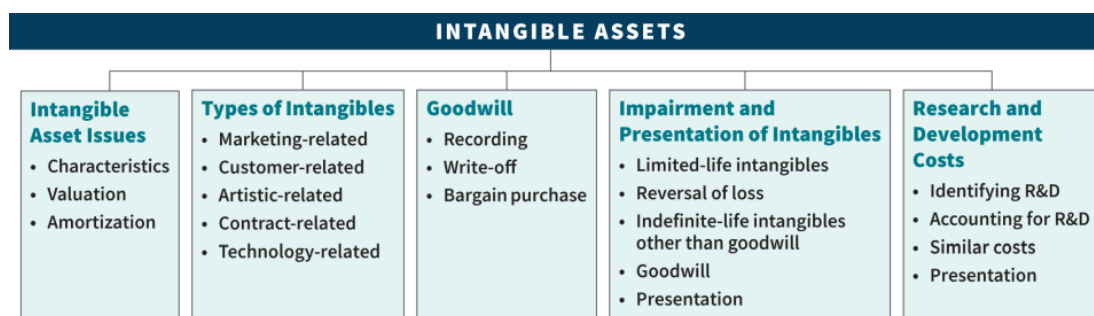 INTANGIBLE ASSETS
Intangible
Asset Issues
• Characteristics
• Valuation
• Amortization
Types of Intangibles
• Marketing-related
• Customer-related
• Artistic-related
• Contract-related
• Technology-related
Goodwill
• Recording
• Write-off
• Bargain purchase
Impairment and
Presentation of Intangibles
• Limited-life intangibles
• Reversal of loss
• Indefinite-life intangibles
other than goodwill
• Goodwill
• Presentation
Research and
Development
Costs
• Identifying R&D
• Accounting for R&D
• Similar costs
• Presentation